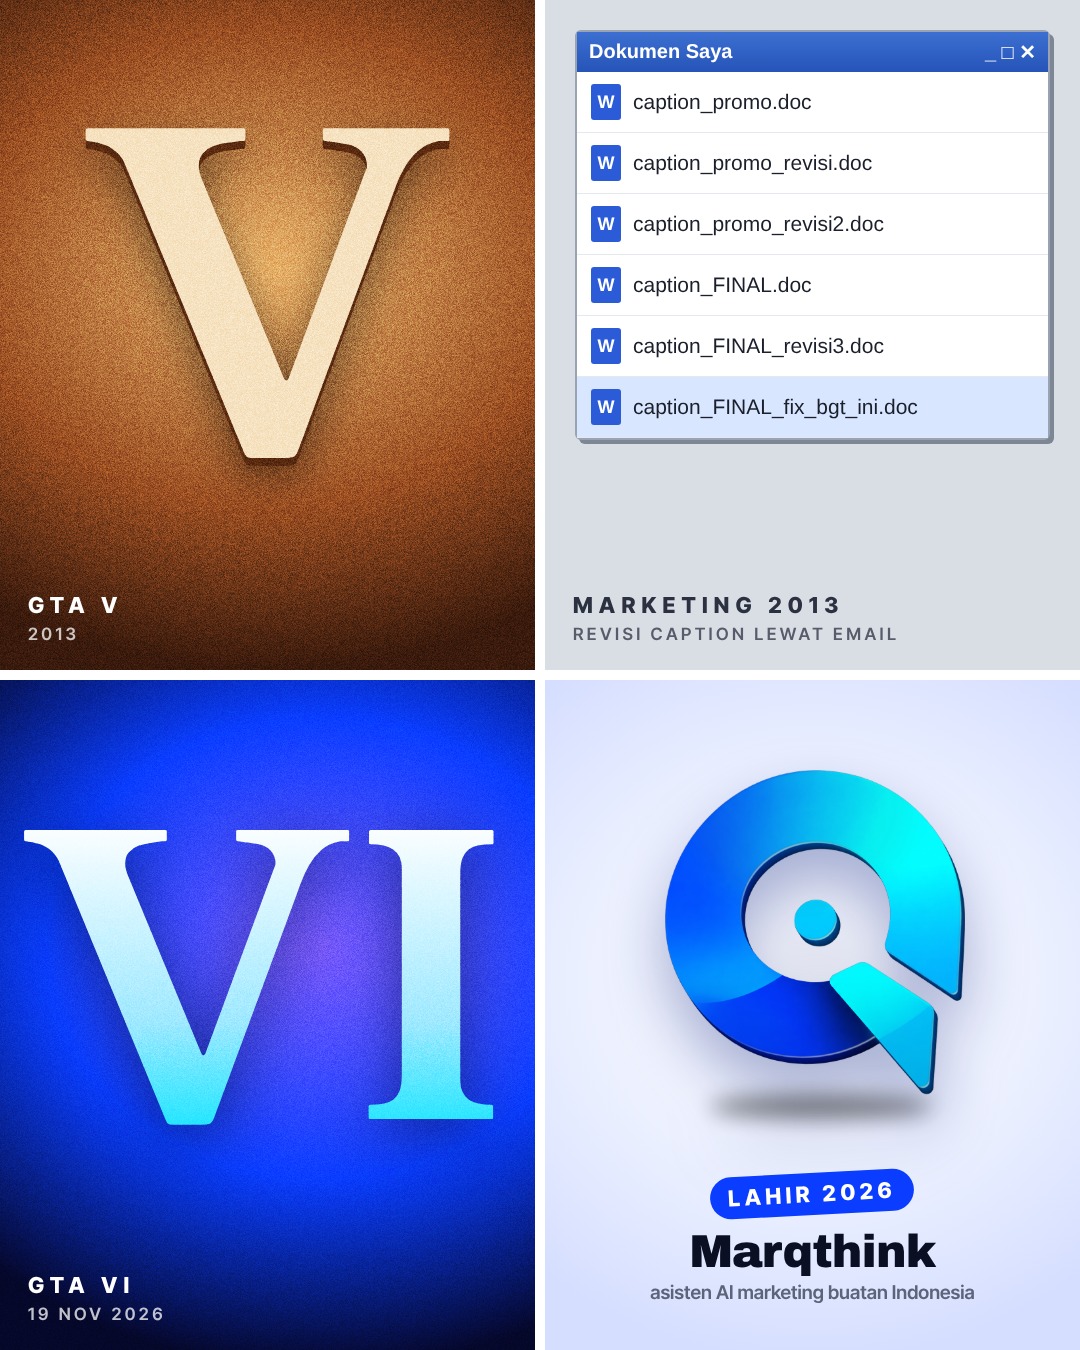 V
GTA V
2013
Dokumen Saya
W caption_promo.doc
W caption_promo_revisi.doc
W caption_promo_revisi2.doc
W caption_FINAL.doc
W caption_FINAL_revisi3.doc
W caption_FINAL_fix_bgt_ini.doc
MARKETING 2013
REVISI CAPTION LEWAT EMAIL
VI
GTA VI
19 NOV 2026
LAHIR 2026
Marqthink
asisten AI marketing buatan Indonesia